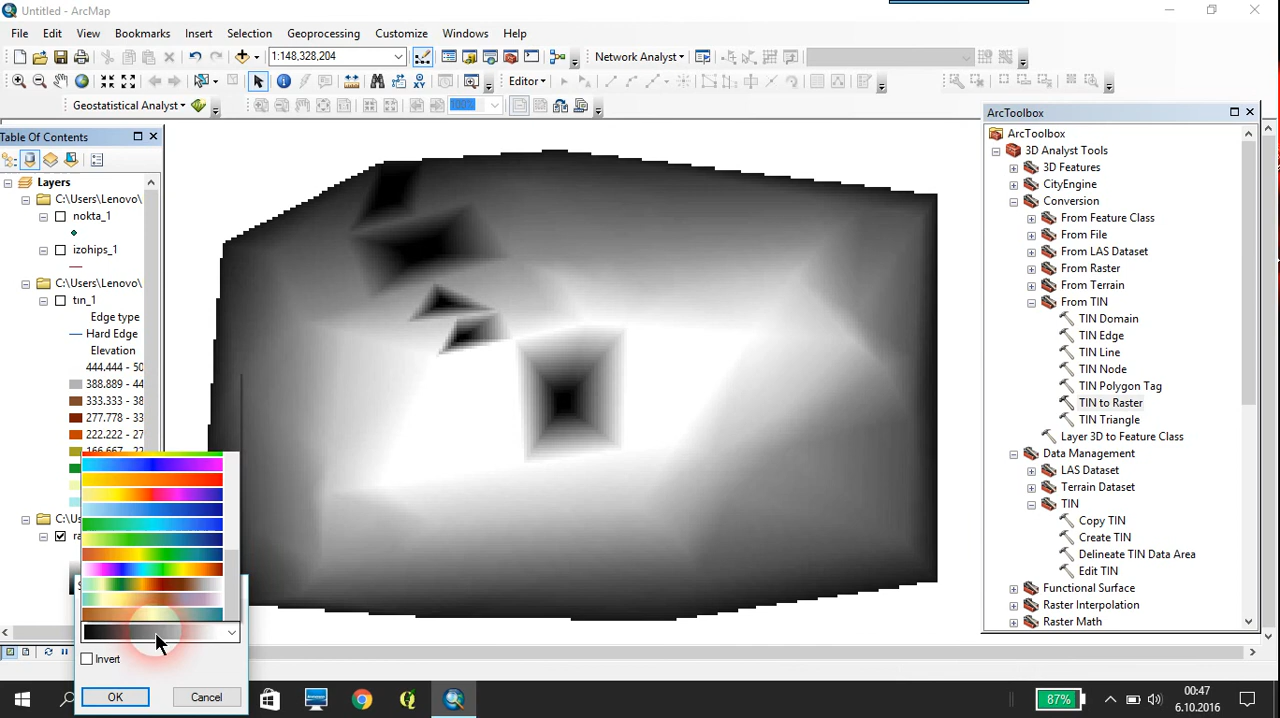 Untitled - ArcMap
File Edit View Bookmarks Insert Selection Geoprocessing Customize Windows Help
1:148,328,204
Network Analyst
Editor
Geostatistical Analyst
100%
Table Of Contents
Layers
C:\Users\Lenovo\
nokta_1
izohips_1
C:\Users\Lenovo\
tın_1
Edge type
Hard Edge
Elevation
444.444 - 50
388.889 - 44
333.333 - 38
277.778 - 33
222.222 - 27
166.667 - 22
C:\U
ra
Invert
OK Cancel
ArcToolbox
ArcToolbox
3D Analyst Tools
3D Features
CityEngine
Conversion
From Feature Class
From File
From LAS Dataset
From Raster
From Terrain
From TIN
TIN Domain
TIN Edge
TIN Line
TIN Node
TIN Polygon Tag
TIN to Raster
TIN Triangle
Layer 3D to Feature Class
Data Management
LAS Dataset
Terrain Dataset
TIN
Copy TIN
Create TIN
Delineate TIN Data Area
Edit TIN
Functional Surface
Raster Interpolation
Raster Math
87%
00:47
6.10.2016